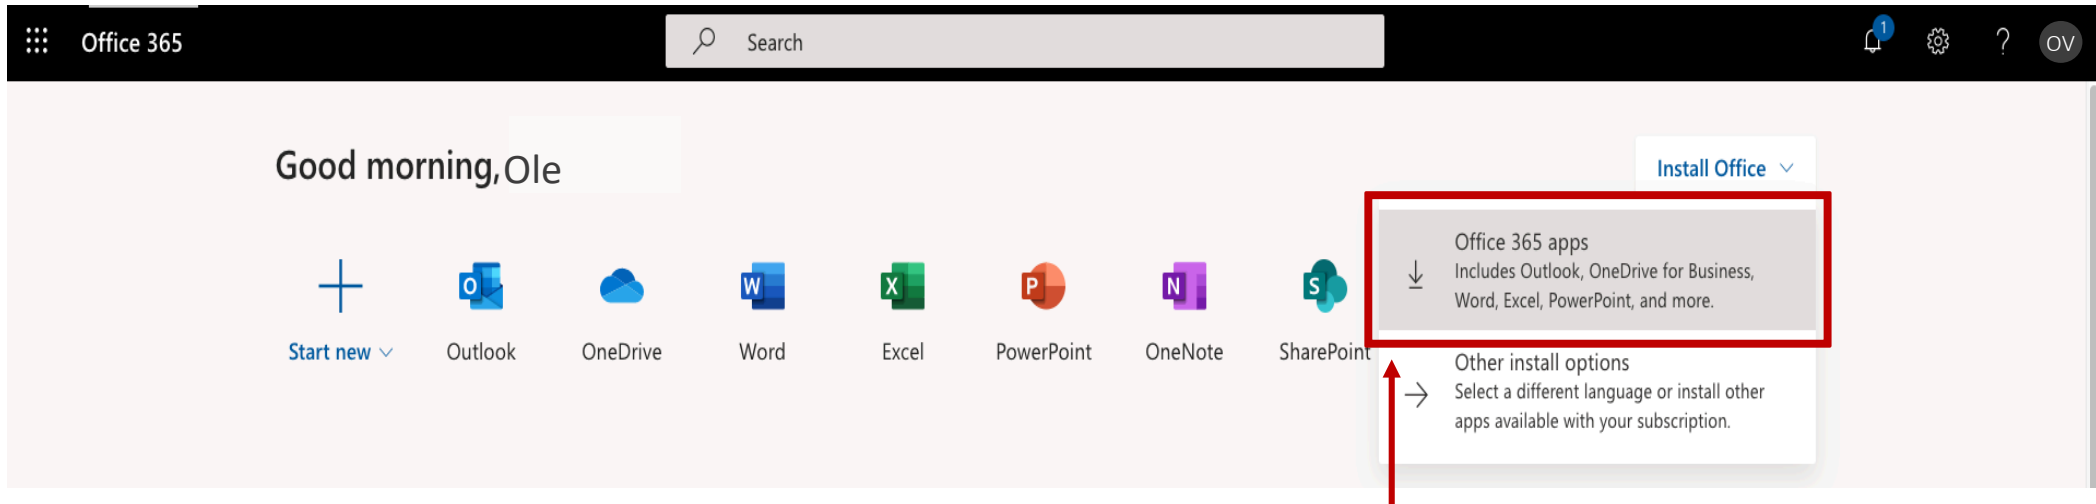 Office 365
Search
1
?
OV
Good morning, Ole
Install Office
Office 365 apps
Includes Outlook, OneDrive for Business,
Word, Excel, PowerPoint, and more.
O
W
X
P
N
S
Start new
Outlook
OneDrive
Word
Excel
PowerPoint
OneNote
SharePoint
Other install options
Select a different language or install other
apps available with your subscription.